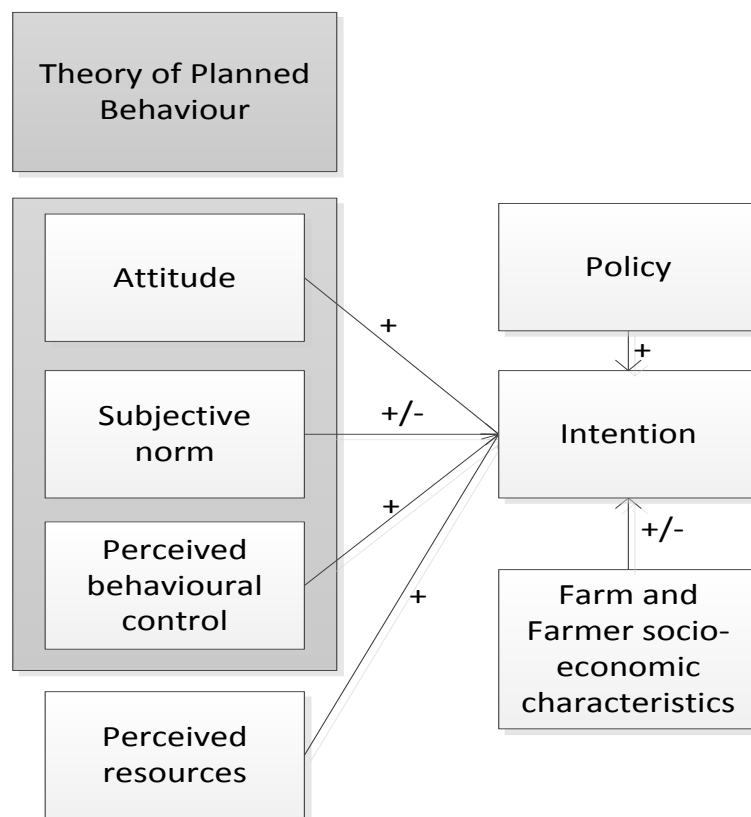 Theory of Planned
Behaviour
Attitude
+
Subjective
norm
+/-
Perceived
behavioural
control
+
Perceived
resources
+
Policy
+
Intention
+/-
Farm and
Farmer socio-
economic
characteristics